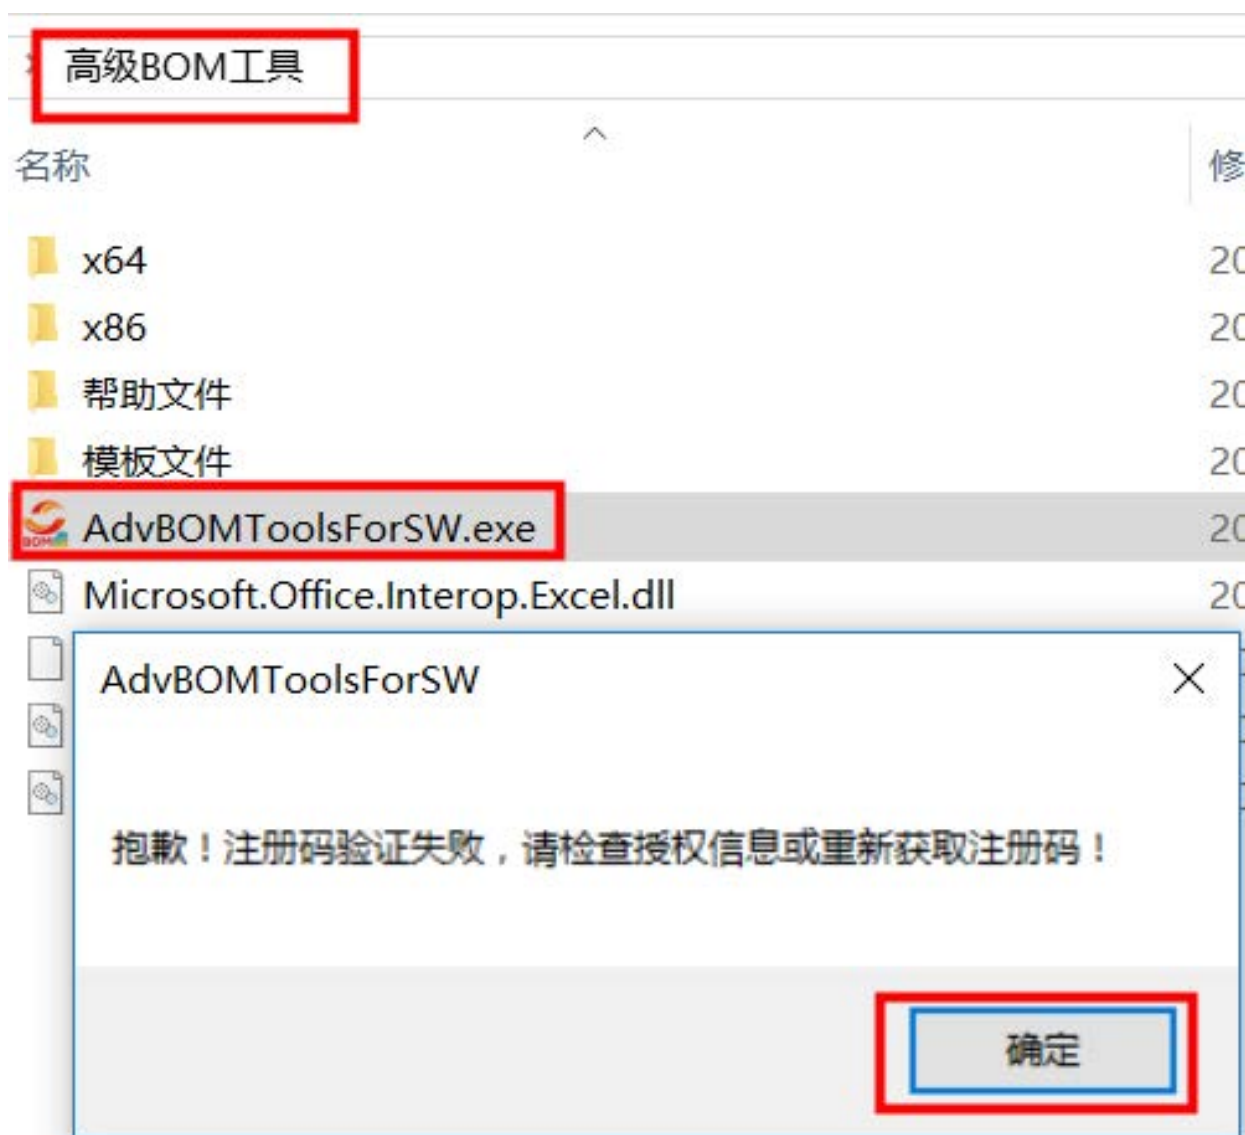 高级BOM工具
名称
修
x64
20
x86
20
帮助文件
20
模板文件
20
AdvBOMToolsForSW.exe
20
Microsoft.Office.Interop.Excel.dll
20
AdvBOMToolsForSW
抱歉！注册码验证失败，请检查授权信息或重新获取注册码！
确定